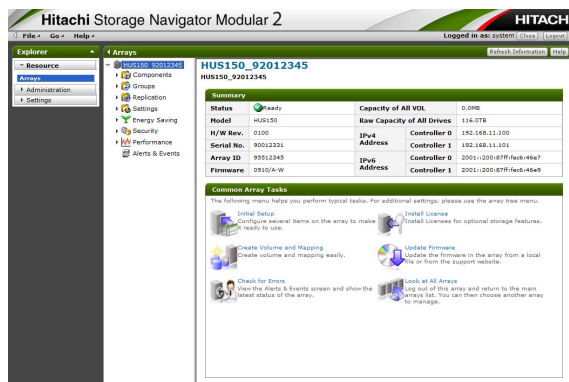 Hitachi Storage Navigator Modular 2
HITACH
File Go Help
Logged in as: system Close Logout
Explorer
Arrays
Refresh Information Help
Resource
Arrays
Administration
Settings
HUS150_92012345
Components
Groups
Replication
Settings
Energy Saving
Security
Performance
Alerts & Events
HUS150_92012345
HUS150_92012345
Summary
Status Ready Capacity of All VOL 0.0MB
Model HUS150 Raw Capacity of All Drives 116.0TB
H/W Rev. 0100 IPv4 Address Controller 0 192.168.11.100
Serial No. 90012331 Controller 1 192.168.11.101
Array ID 95512345 IPv6 Address Controller 0 2001::200:87ff:fec6:46e7
Firmware 0910/A-W Controller 1 2001::200:87ff:fec6:46e9
Common Array Tasks
The following menu helps you perform typical tasks. For additional settings, please use the array tree menu.
Initial Setup
Configure several items on the array to make
it ready to use.
Install License
Install Licenses for optional storage features.
Create Volume and Mapping
Create volume and mapping easily.
Update Firmware
Update the firmware in the array from a local
file or from the support website.
Check for Errors
View the Alerts & Events screen and show the
latest status of the array.
Look at All Arrays
Log out of this array and return to the main
arrays list. You can then choose another array
to manage.